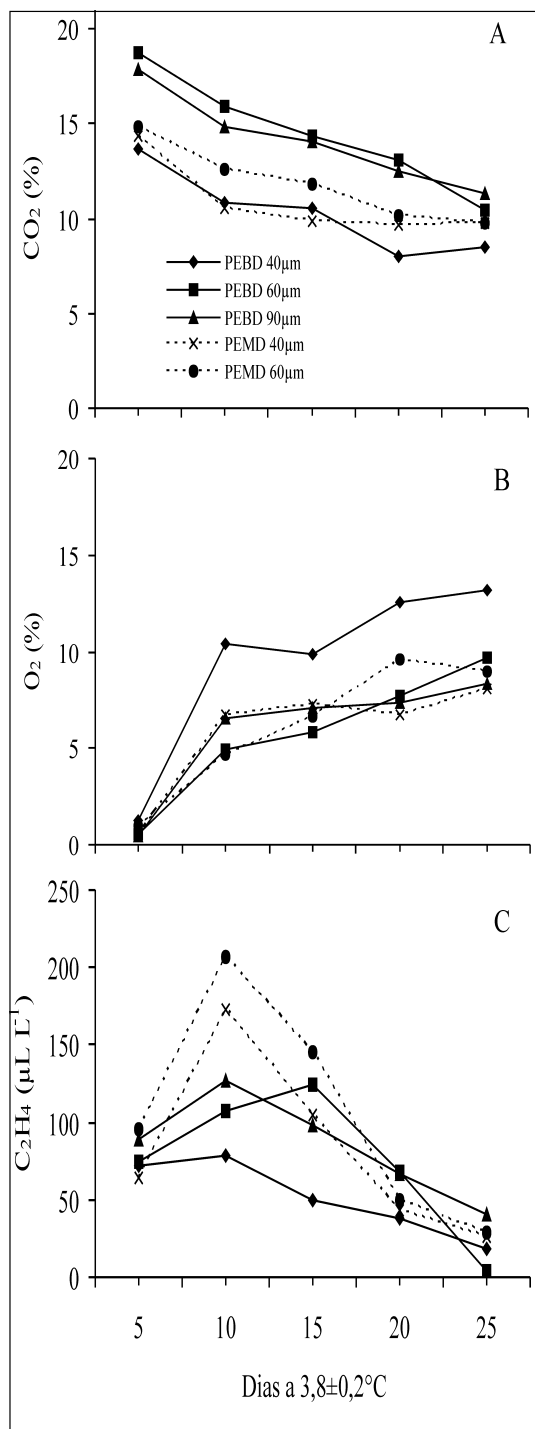 A
20
15
10
5
0
CO₂ (%)
PEBD 40µm
PEBD 60µm
PEBD 90µm
PEMD 40µm
PEMD 60µm
B
20
15
10
5
0
O₂ (%)
C
250
200
150
100
50
0
C₂H₄ (µL L⁻¹)
5 10 15 20 25
Dias a 3,8±0,2°C